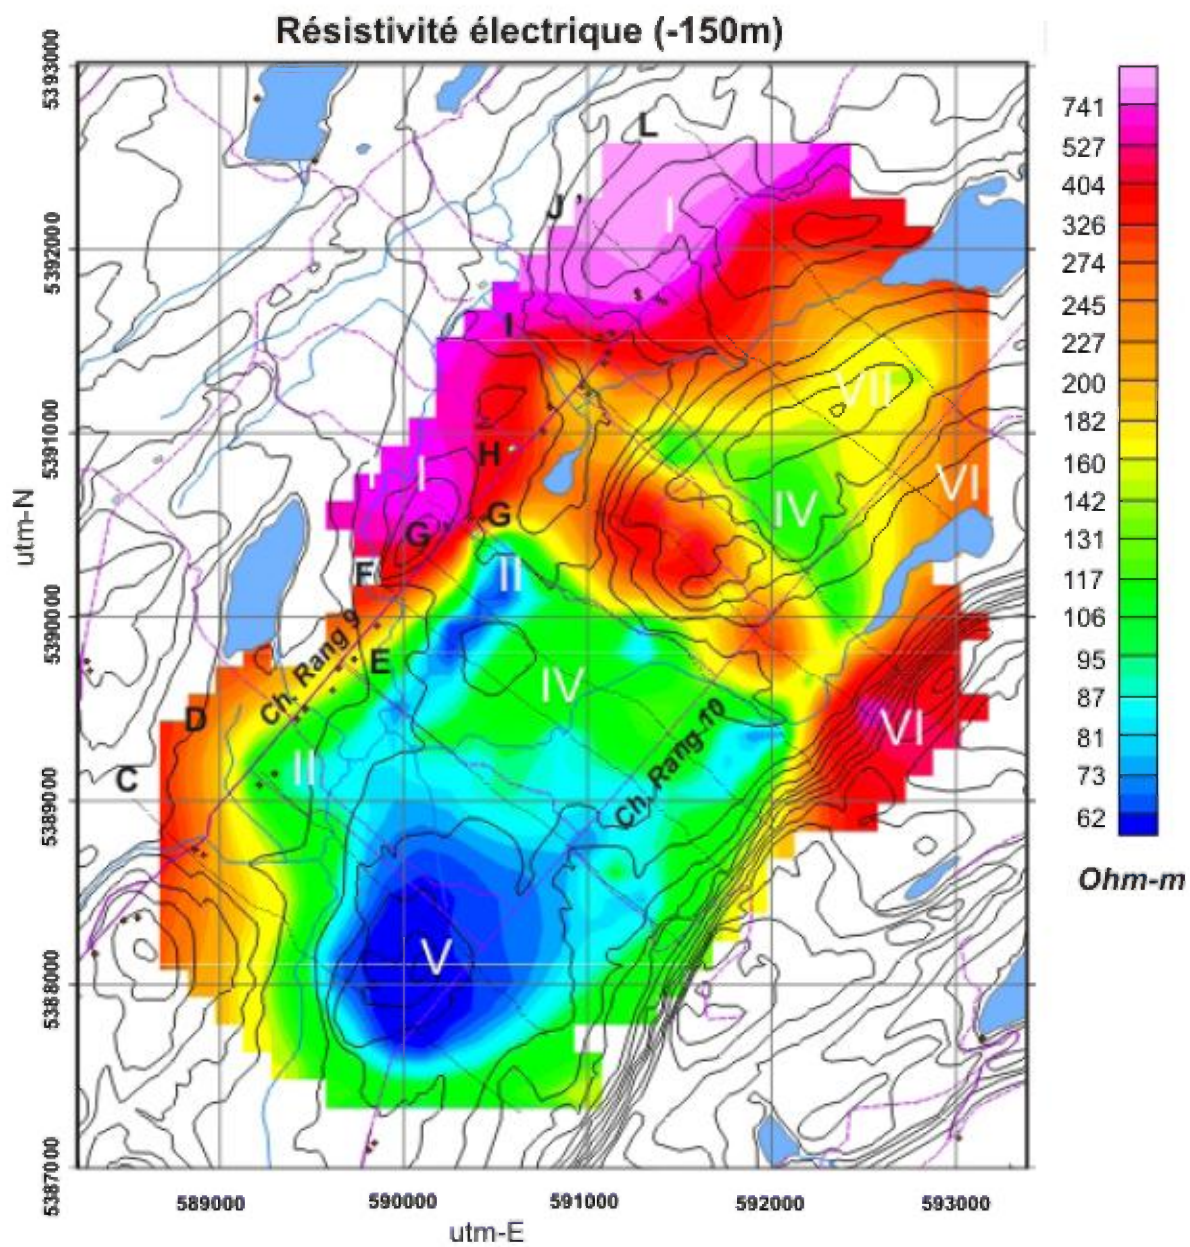 Résistivité électrique (-150m)
5393000
5392000
5391000
5390000
5389000
5388000
5387000
utm-N
589000
590000
591000
592000
593000
utm-E
L
J'
I
I
VII
H
I
G
G'
IV
VI
F
II
E
Ch. Rang 9
IV
D
VI
C
II
Ch. Rang 10
V
741
527
404
326
274
245
227
200
182
160
142
131
117
106
95
87
81
73
62
Ohm-m